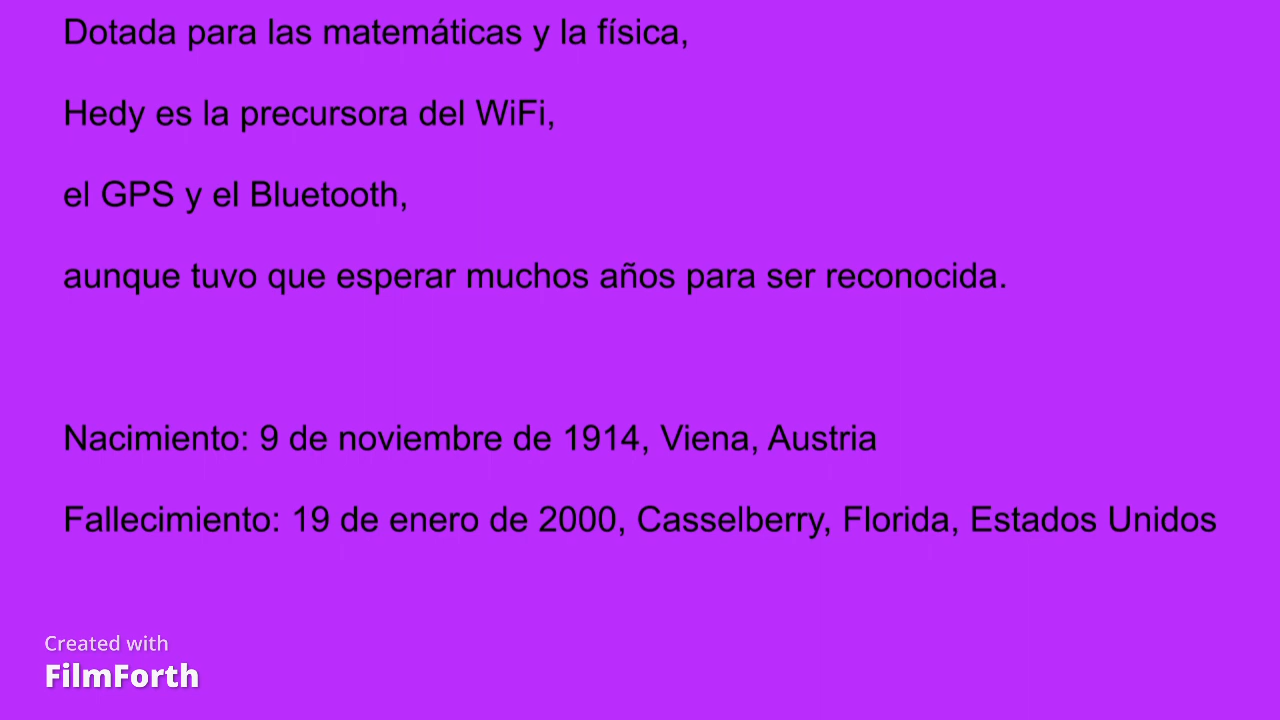 Dotada para las matemáticas y la física,
Hedy es la precursora del WiFi,
el GPS y el Bluetooth,
aunque tuvo que esperar muchos años para ser reconocida.
Nacimiento: 9 de noviembre de 1914, Viena, Austria
Fallecimiento: 19 de enero de 2000, Casselberry, Florida, Estados Unidos
Created with
FilmForth